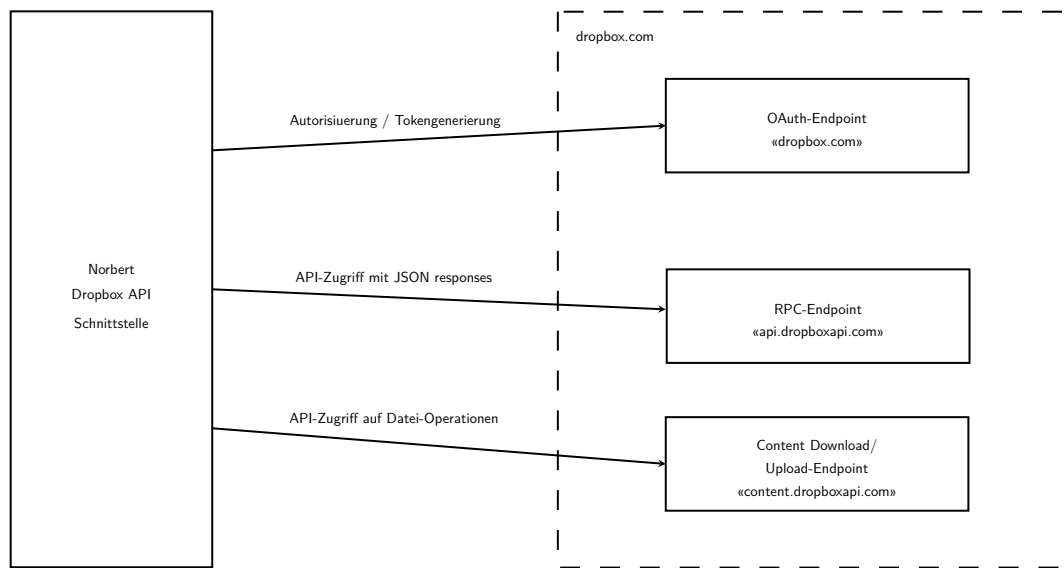 dropbox.com
Autorisiuerung / Tokengenerierung
OAuth-Endpoint
«dropbox.com»
Norbert
Dropbox API
Schnittstelle
API-Zugriff mit JSON responses
RPC-Endpoint
«api.dropboxapi.com»
API-Zugriff auf Datei-Operationen
Content Download/
Upload-Endpoint
«content.dropboxapi.com»